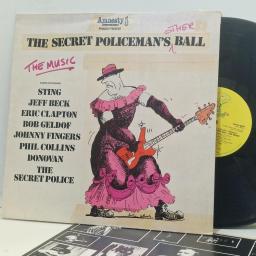 Amnesty
THE SECRET POLICEMAN'S OTHER BALL
THE MUSIC
STING
JEFF BECK
ERIC CLAPTON
BOB GELDOF
JOHNNY FINGERS
PHIL COLLINS
DONOVAN
THE
SECRET POLICE